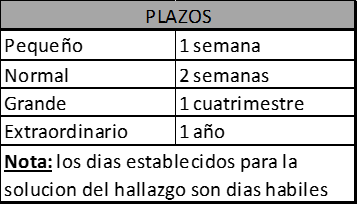 PLAZOS
Pequeño 1 semana
Normal 2 semanas
Grande 1 cuatrimestre
Extraordinario 1 año
Nota: los dias establecidos para la
solucion del hallazgo son dias habiles